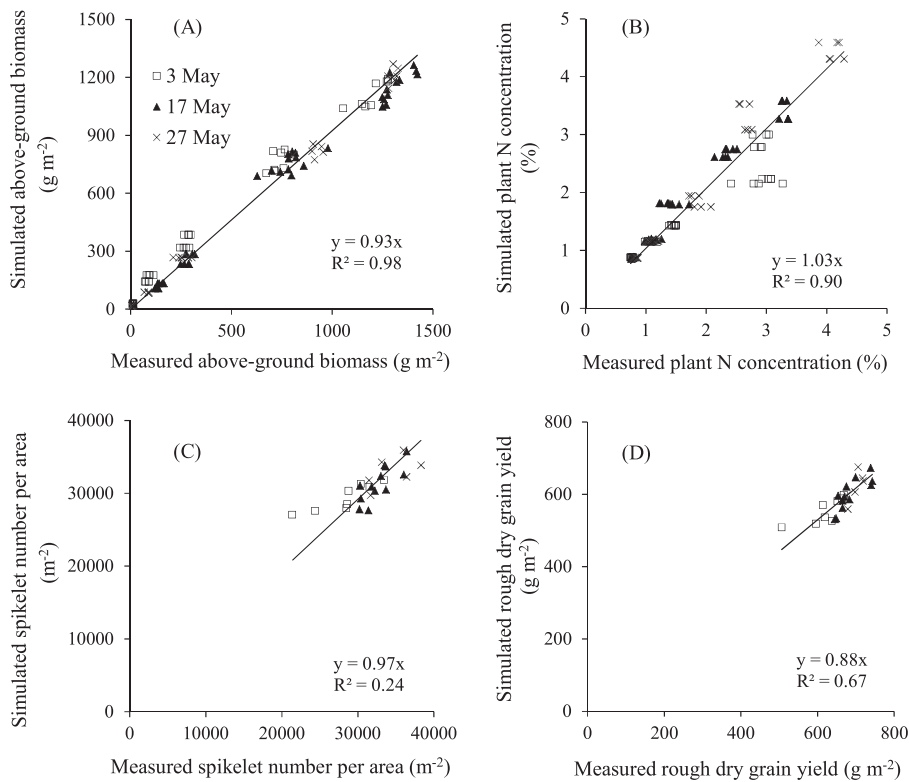 (A)
Simulated above-ground biomass
(g m⁻²)
1500
1200
900
600
300
0
3 May
17 May
27 May
y = 0.93x
R² = 0.98
0
500
1000
1500
Measured above-ground biomass (g m⁻²)
(B)
Simulated plant N concentration
(%)
5
4
3
2
1
0
y = 1.03x
R² = 0.90
0
1
2
3
4
5
Measured plant N concentration (%)
(C)
Simulated spikelet number per area
(m⁻²)
40000
30000
20000
10000
0
y = 0.97x
R² = 0.24
0
10000
20000
30000
40000
Measured spikelet number per area (m⁻²)
(D)
Simulated rough dry grain yield
(g m⁻²)
800
600
400
200
0
y = 0.88x
R² = 0.67
0
200
400
600
800
Measured rough dry grain yield (g m⁻²)